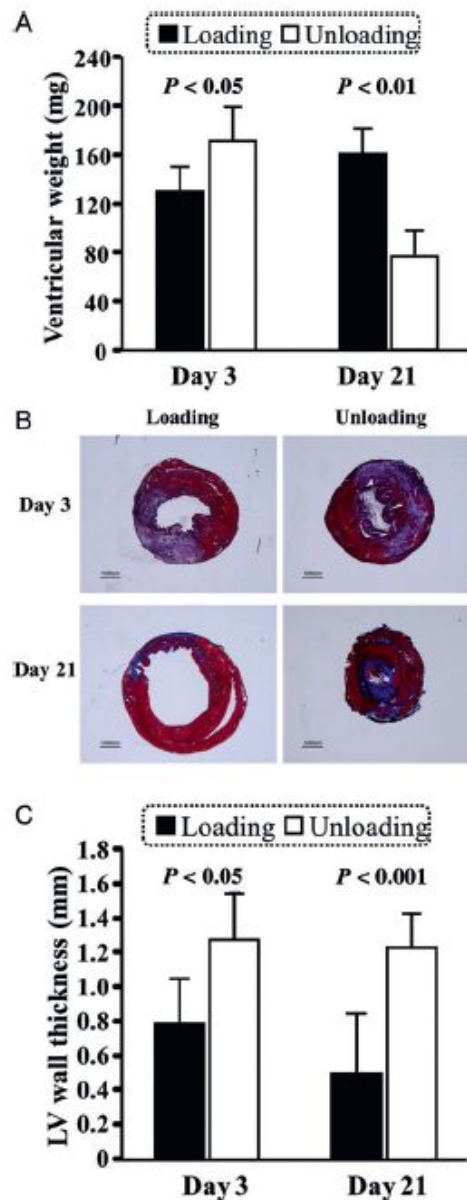 A
Loading Unloading
P < 0.05 P < 0.01
Ventricular weight (mg)
240
200
160
120
80
40
0
Day 3 Day 21
B
Loading Unloading
Day 3
Day 21
C
Loading Unloading
P < 0.05 P < 0.001
LV wall thickness (mm)
1.8
1.6
1.4
1.2
1.0
0.8
0.6
0.4
0.2
0
Day 3 Day 21